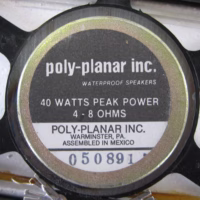 poly-planar inc.
WATERPROOF SPEAKERS
40 WATTS PEAK POWER
4 - 8 OHMS
POLY-PLANAR INC.
WARMINSTER, PA.
ASSEMBLED IN MEXICO
050891